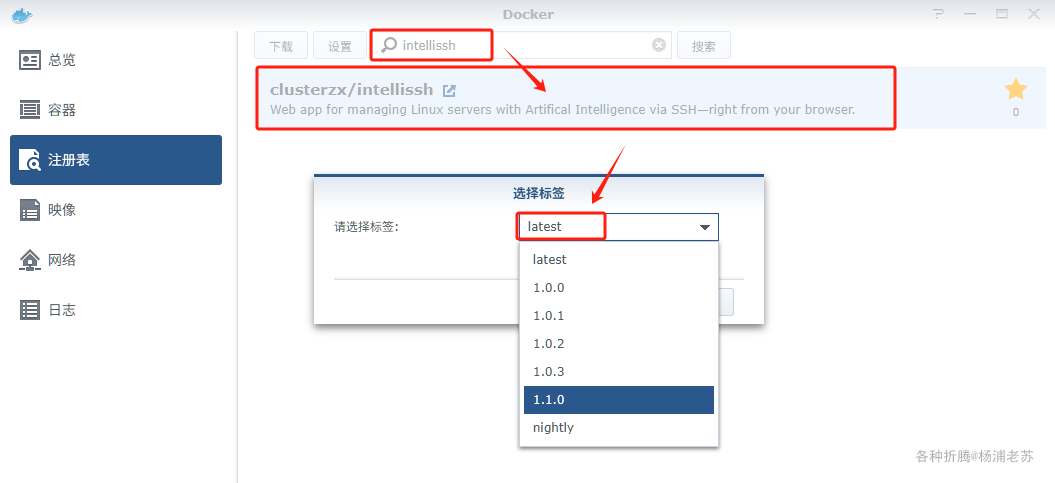 Docker
总览
容器
注册表
映像
网络
日志
下载 设置 intellissh 搜索
clusterzx/intellissh
Web app for managing Linux servers with Artifical Intelligence via SSH—right from your browser.
0
选择标签
请选择标签: latest
latest
1.0.0
1.0.1
1.0.2
1.0.3
1.1.0
nightly
各种折腾@杨浦老苏